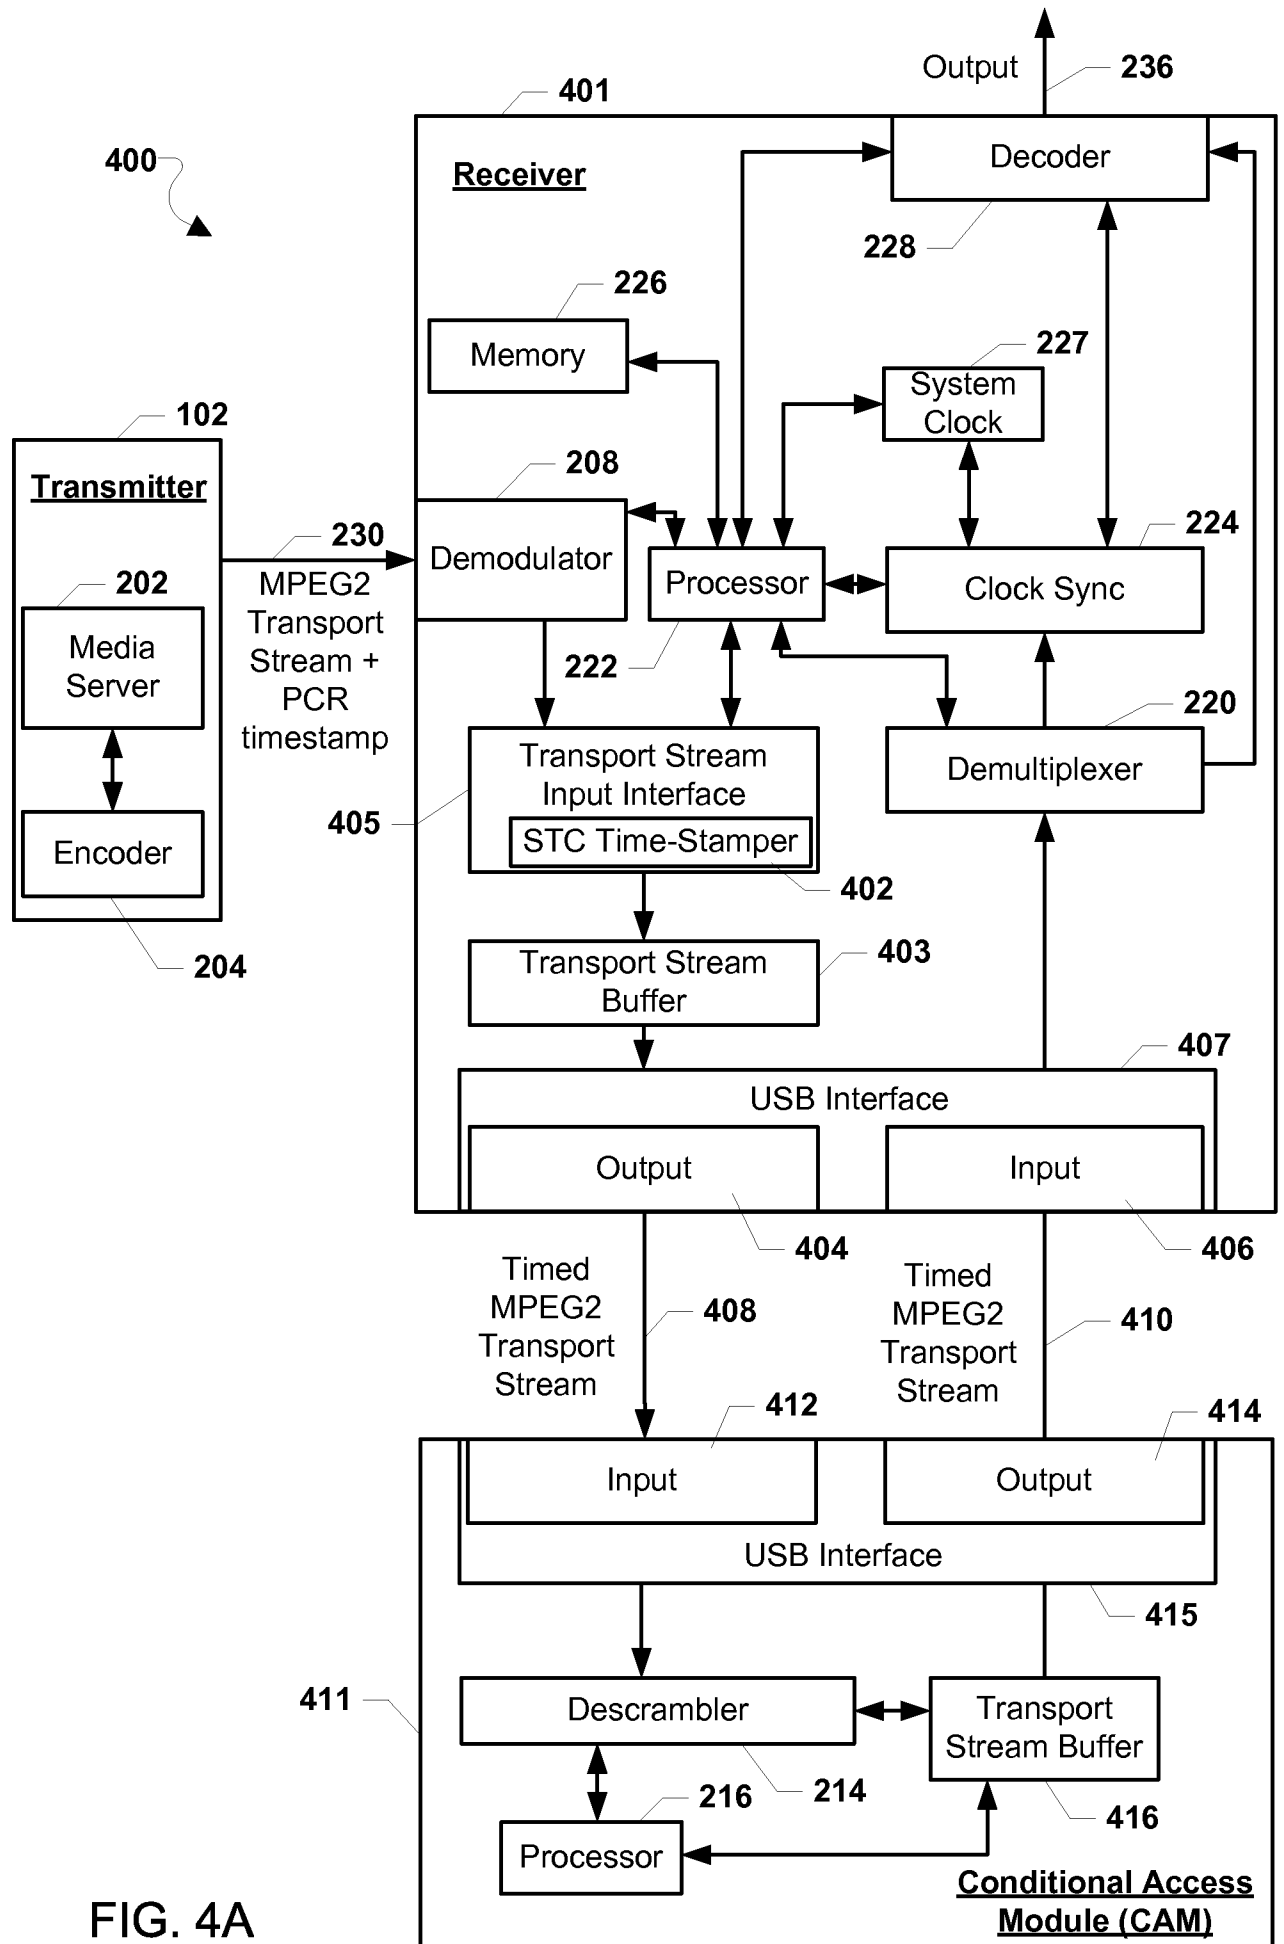 Output
236
401
400
Receiver
Decoder
228
226
Memory
227
System
Clock
102
Transmitter
208
230
Demodulator
224
Processor
Clock Sync
MPEG2
Transport
Stream +
PCR
timestamp
202
Media
Server
222
220
Transport Stream
Input Interface
Demultiplexer
405
STC Time-Stamper
402
Encoder
204
403
Transport Stream
Buffer
407
USB Interface
Output
Input
404
406
Timed
MPEG2
Transport
Stream
408
Timed
MPEG2
Transport
Stream
410
412
414
Input
Output
USB Interface
415
411
Descrambler
Transport
Stream Buffer
216
214
416
Processor
Conditional Access
Module (CAM)
FIG. 4A